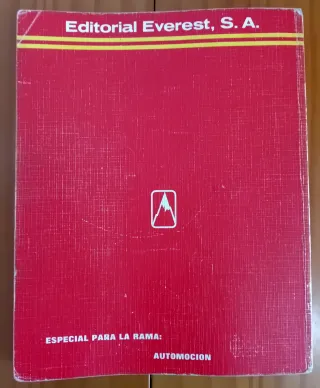 Editorial Everest, S. A.
ESPECIAL PARA LA RAMA:
AUTOMOCION